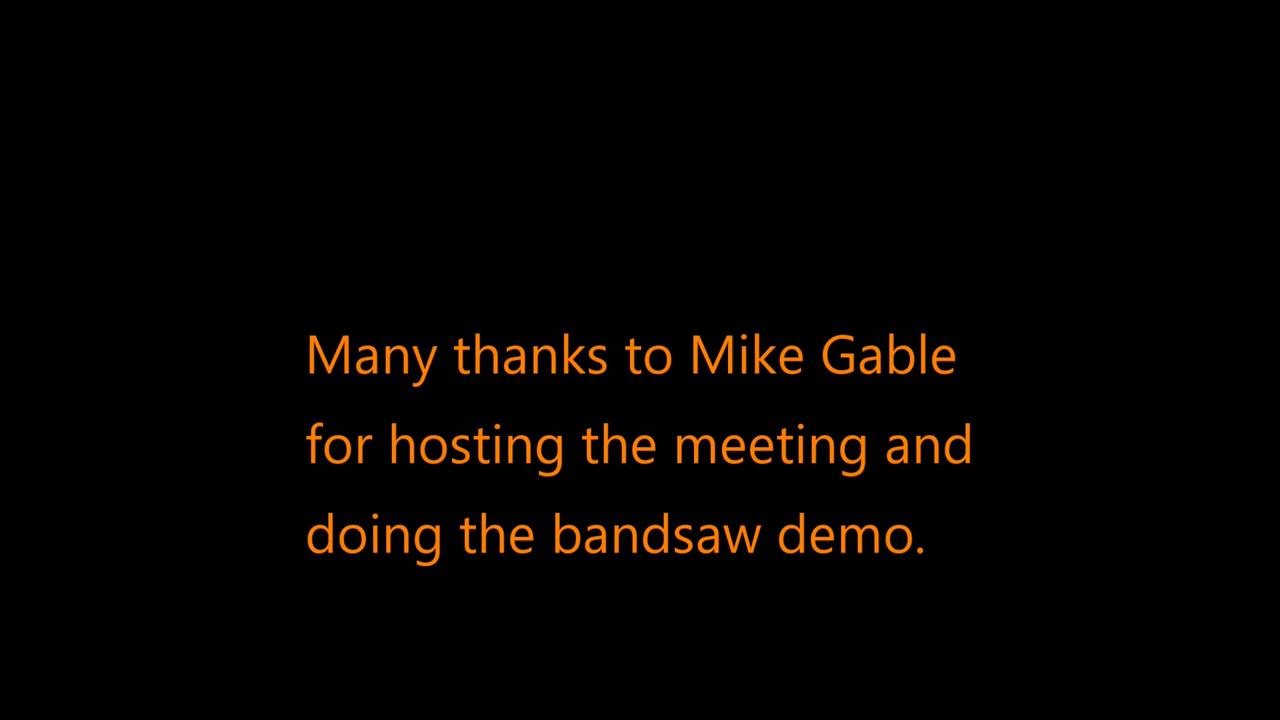 Many thanks to Mike Gable
for hosting the meeting and
doing the bandsaw demo.